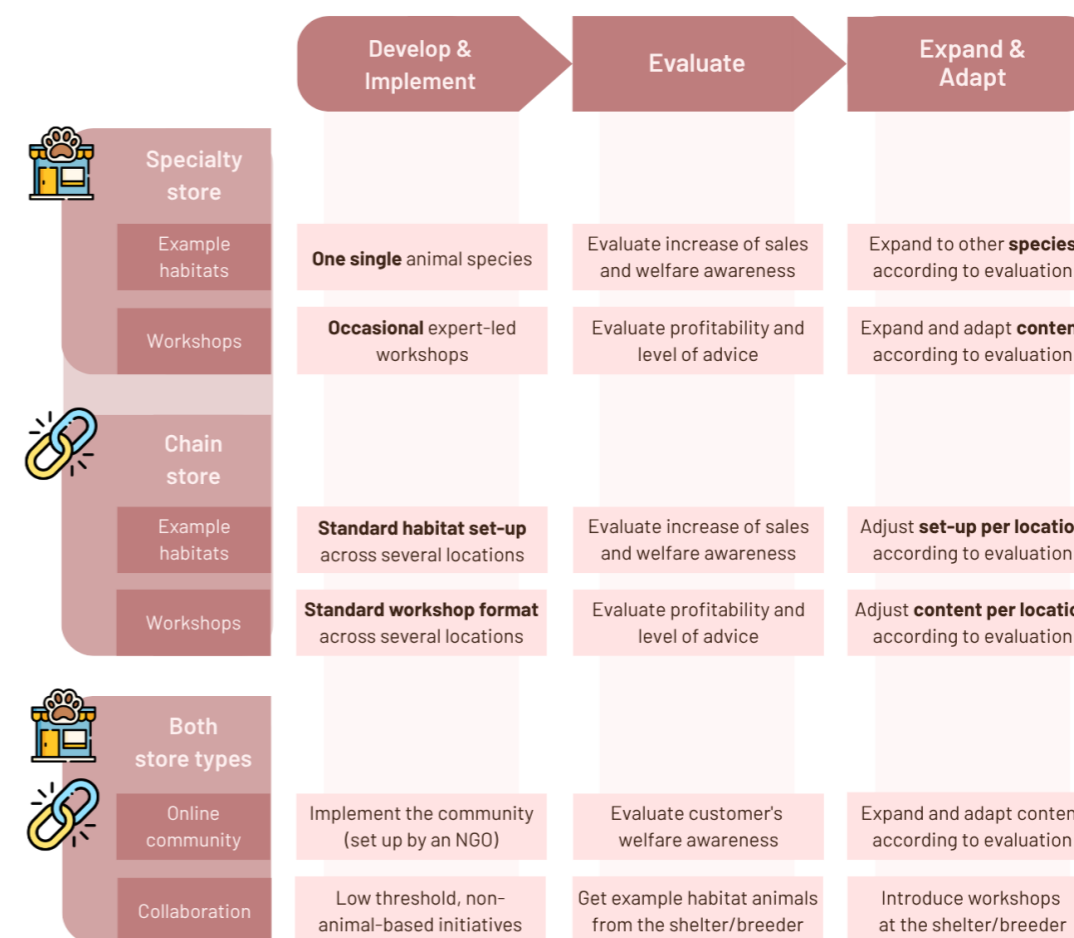 Develop &
Implement
Evaluate
Expand &
Adapt
Specialty
store
Example
habitats
One single animal species
Evaluate increase of sales
and welfare awareness
Expand to other species
according to evaluation
Workshops
Occasional expert-led
workshops
Evaluate profitability and
level of advice
Expand and adapt
according to evaluation
Chain
store
Example
habitats
Standard habitat set-up
across several locations
Evaluate increase of sales
and welfare awareness
Adjust set-up per
according to evaluation
Workshops
Standard workshop format
across several locations
Evaluate profitability and
level of advice
Adjust content per
according to evaluation
Both
store types
Online
community
Implement the community
(set up by an NGO)
Evaluate customer's
welfare awareness
Expand and adapt
according to evaluation
Collaboration
Low threshold, non-
animal-based initiatives
Get example habitat animals
from the shelter/breeder
Introduce workshops
at the shelter/breeder